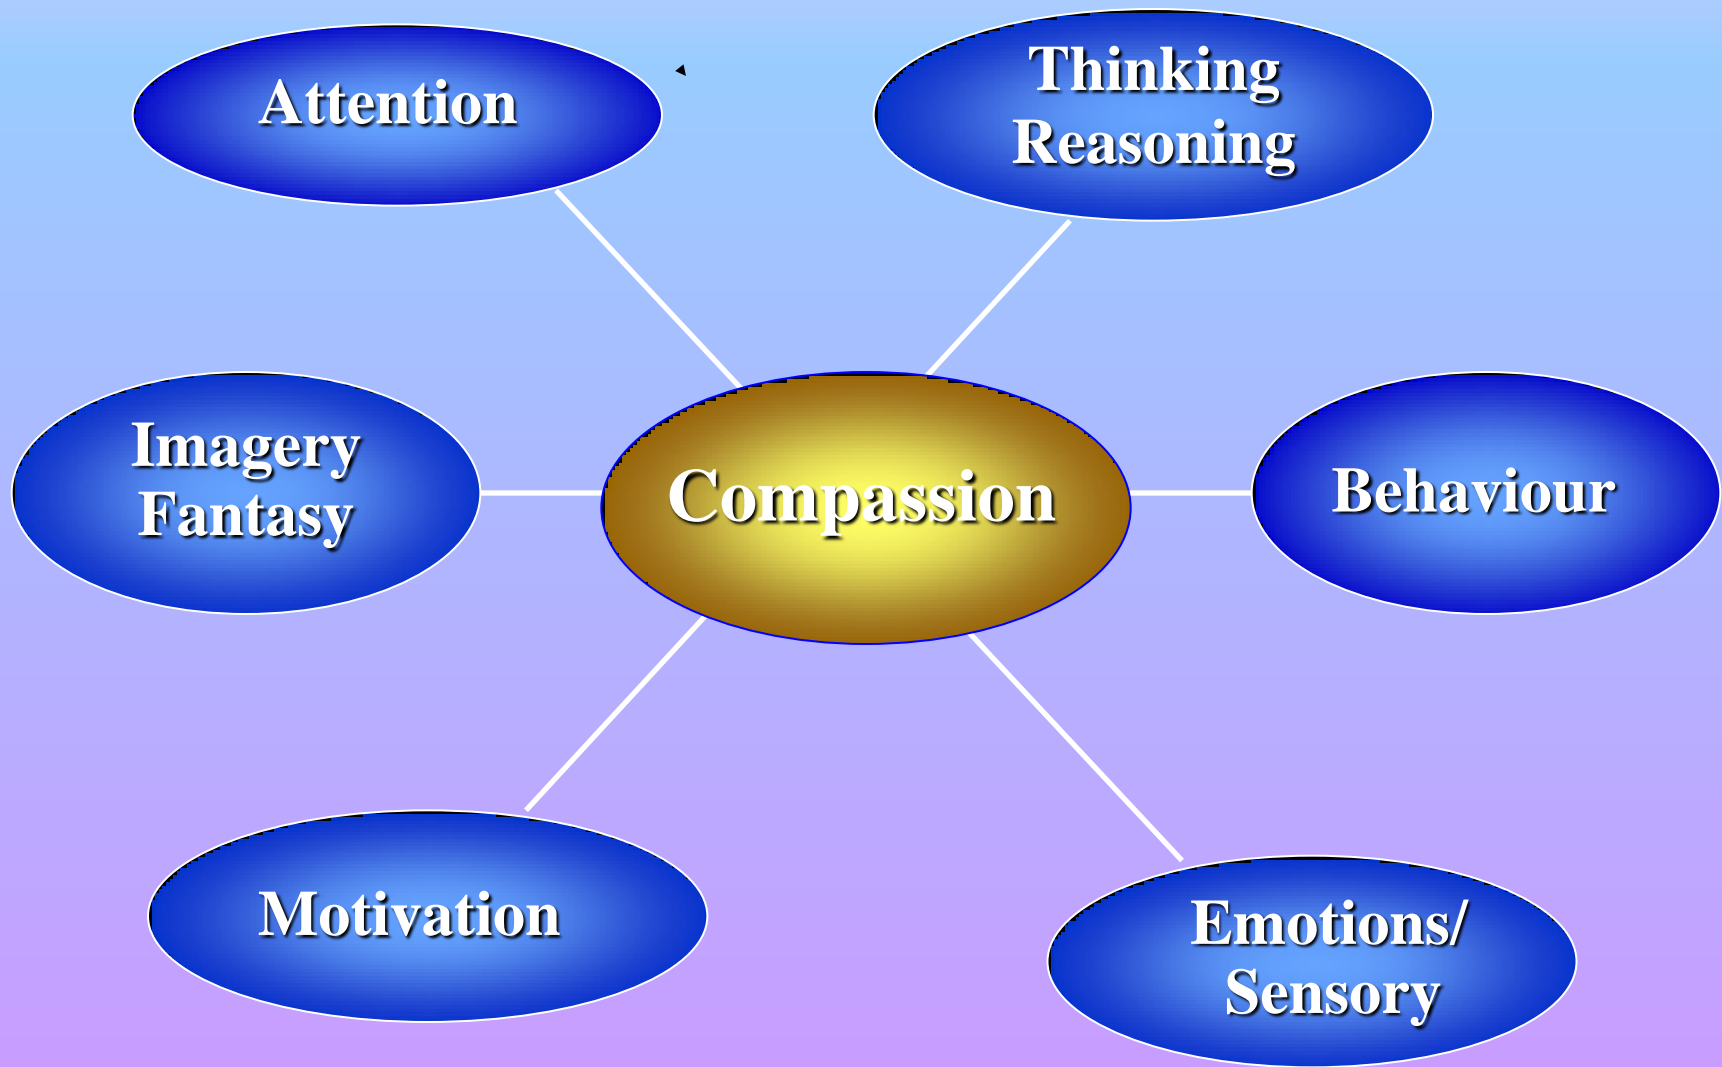 Attention
Thinking
Reasoning
Imagery
Fantasy
Compassion
Behaviour
Motivation
Emotions/
Sensory